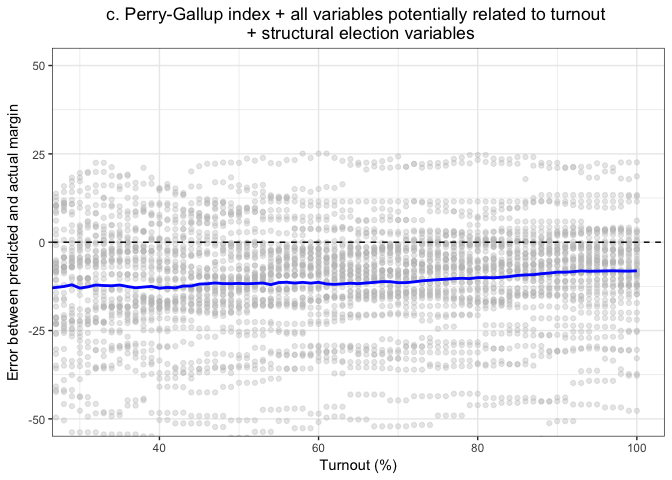 c. Perry-Gallup index + all variables potentially related to turnout
+ structural election variables
Error between predicted and actual margin
50
25
0
-25
-50
40
60
80
100
Turnout (%)